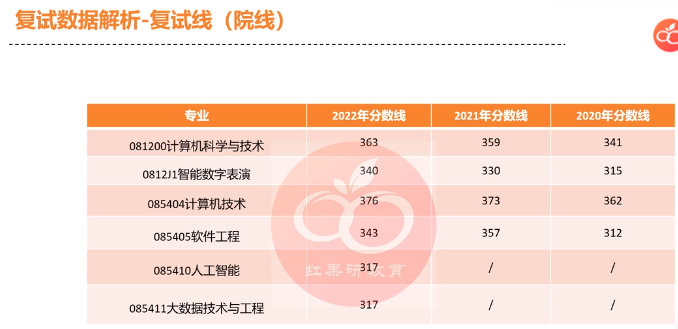 复试数据解析-复试线（院线）
专业 2022年分数线 2021年分数线 2020年分数线
081200计算机科学与技术 363 359 341
0812J1智能数字表演 340 330 315
085404计算机技术 376 373 362
085405软件工程 343 357 312
085410人工智能 317 / /
085411大数据技术与工程 317 / /
红果研教育